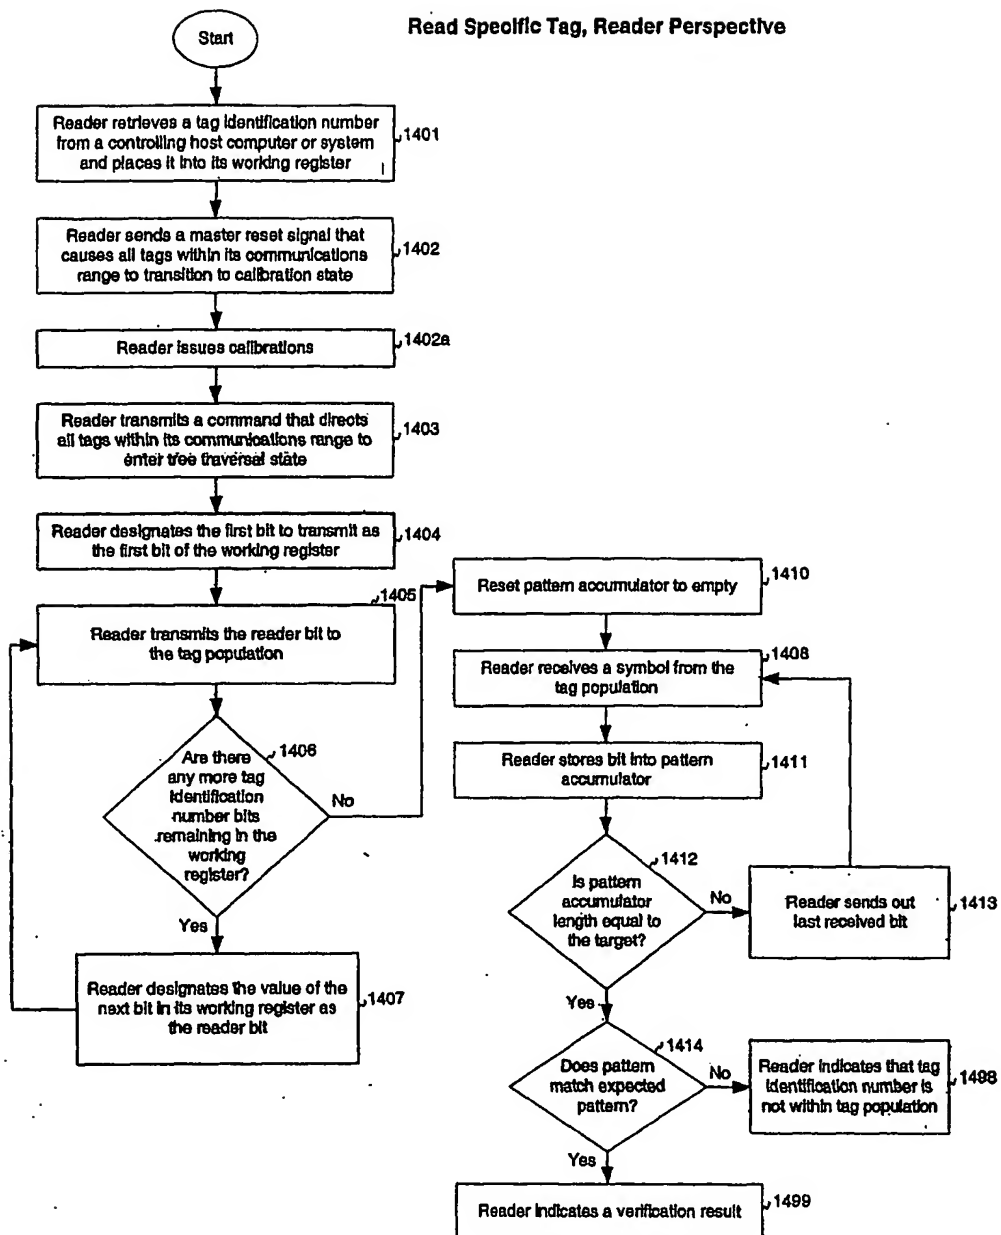 Read Specific Tag, Reader Perspective
Start
Reader retrieves a tag identification number
from a controlling host computer or system
and places it into its working register
1401
Reader sends a master reset signal that
causes all tags within its communications
range to transition to calibration state
1402
Reader issues calibrations
1402a
Reader transmits a command that directs
all tags within its communications range to
enter tree traversal state
1403
Reader designates the first bit to transmit as
the first bit of the working register
1404
1405
Reader transmits the reader bit to
the tag population
1406
Are there
any more tag
identification
number bits
remaining in the
working
register?
No
Yes
Reader designates the value of the
next bit in its working register as
the reader bit
1407
Reset pattern accumulator to empty
1410
Reader receives a symbol from the
tag population
1408
Reader stores bit into pattern
accumulator
1411
1412
Is pattern
accumulator
length equal to
the target?
No
Reader sends out
last received bit
1413
Yes
1414
Does pattern
match expected
pattern?
No
Reader indicates that tag
identification number is
not within tag population
1498
Yes
Reader indicates a verification result
1499